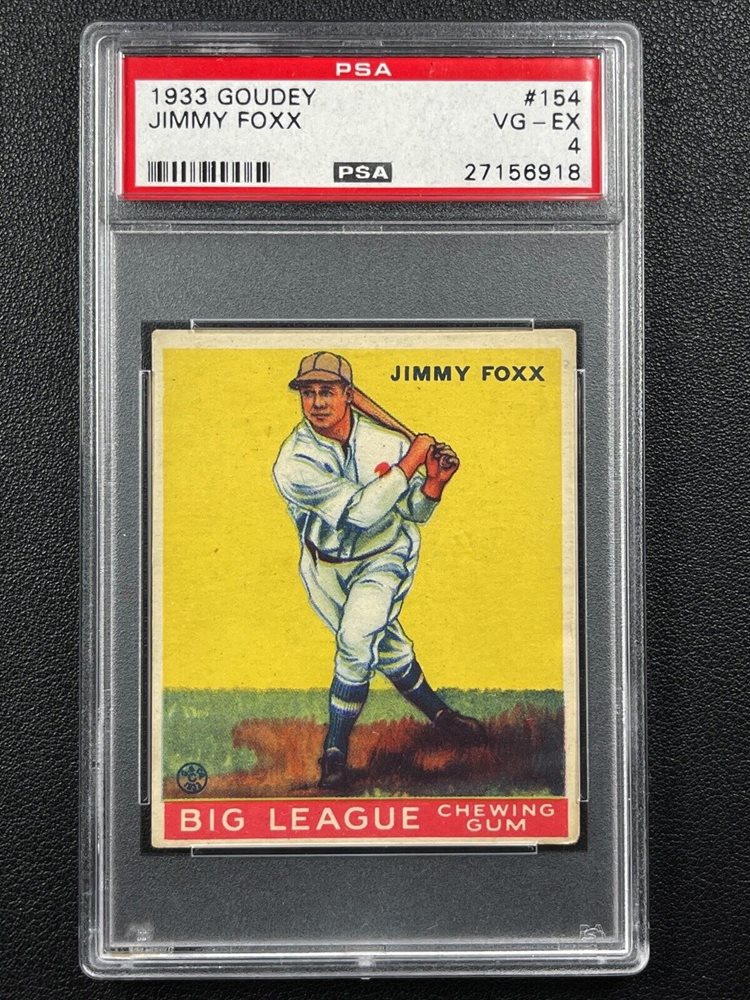 PSA
1933 GOUDEY #154
JIMMY FOXX VG-EX
4
PSA 27156918
JIMMY FOXX
BIG LEAGUE CHEWING GUM